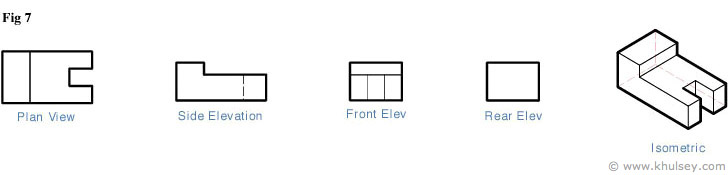 Fig 7
Plan View
Side Elevation
Front Elev
Rear Elev
Isometric
© www.khulsey.com